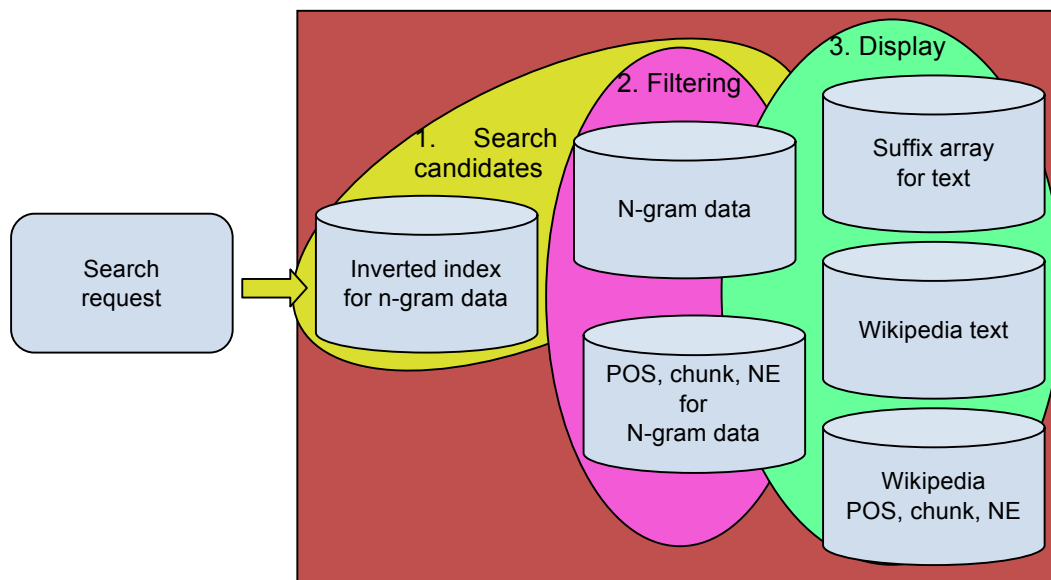 Search
request
1. Search
candidates
Inverted index
for n-gram data
2. Filtering
N-gram data
POS, chunk, NE
for
N-gram data
3. Display
Suffix array
for text
Wikipedia text
Wikipedia
POS, chunk, NE